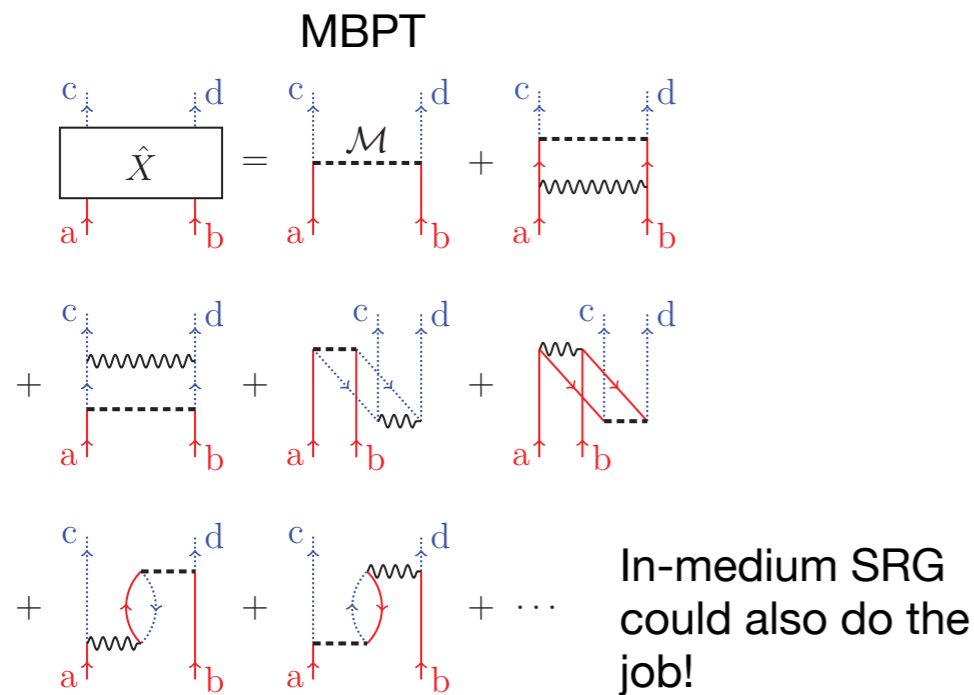 MBPT
c d c d c d
X̂ = ℳ +
a b a b a b
c d c d c d
+ + +
a b a b a b
c d c d
+ + + ⋯
a b a b
In-medium SRG
could also do the
job!